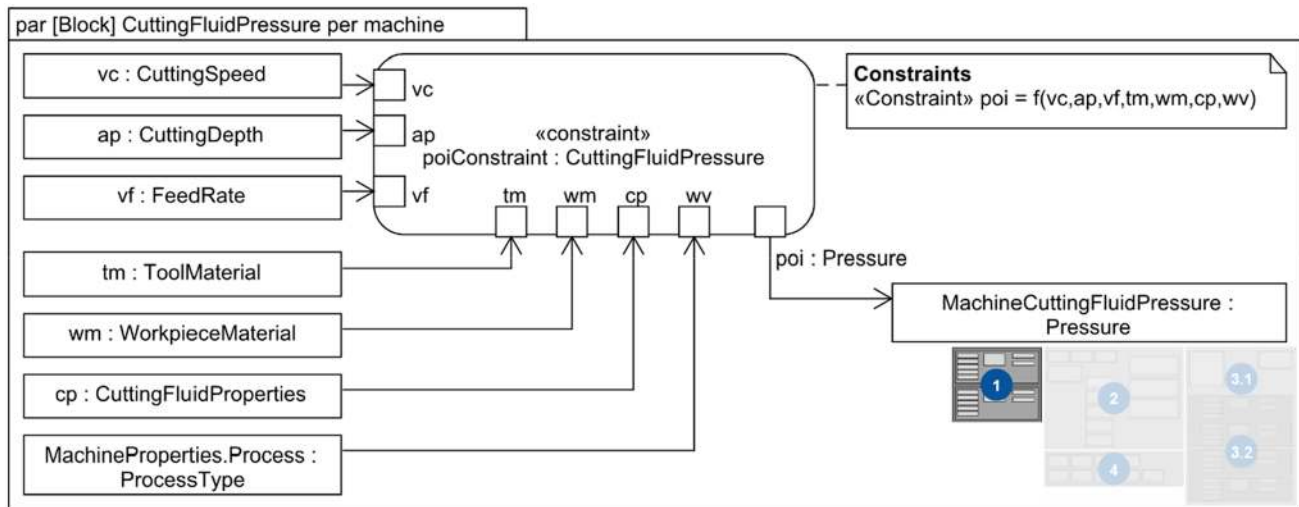 par [Block] CuttingFluidPressure per machine
vc : CuttingSpeed
vc
Constraints
«Constraint» poi = f(vc,ap,vf,tm,wm,cp,wv)
ap : CuttingDepth
ap
«constraint»
poiConstraint : CuttingFluidPressure
vf : FeedRate
vf
tm
wm
cp
wv
tm : ToolMaterial
poi : Pressure
MachineCuttingFluidPressure :
Pressure
wm : WorkpieceMaterial
cp : CuttingFluidProperties
MachineProperties.Process :
ProcessType
1
2
3.1
3.2
4